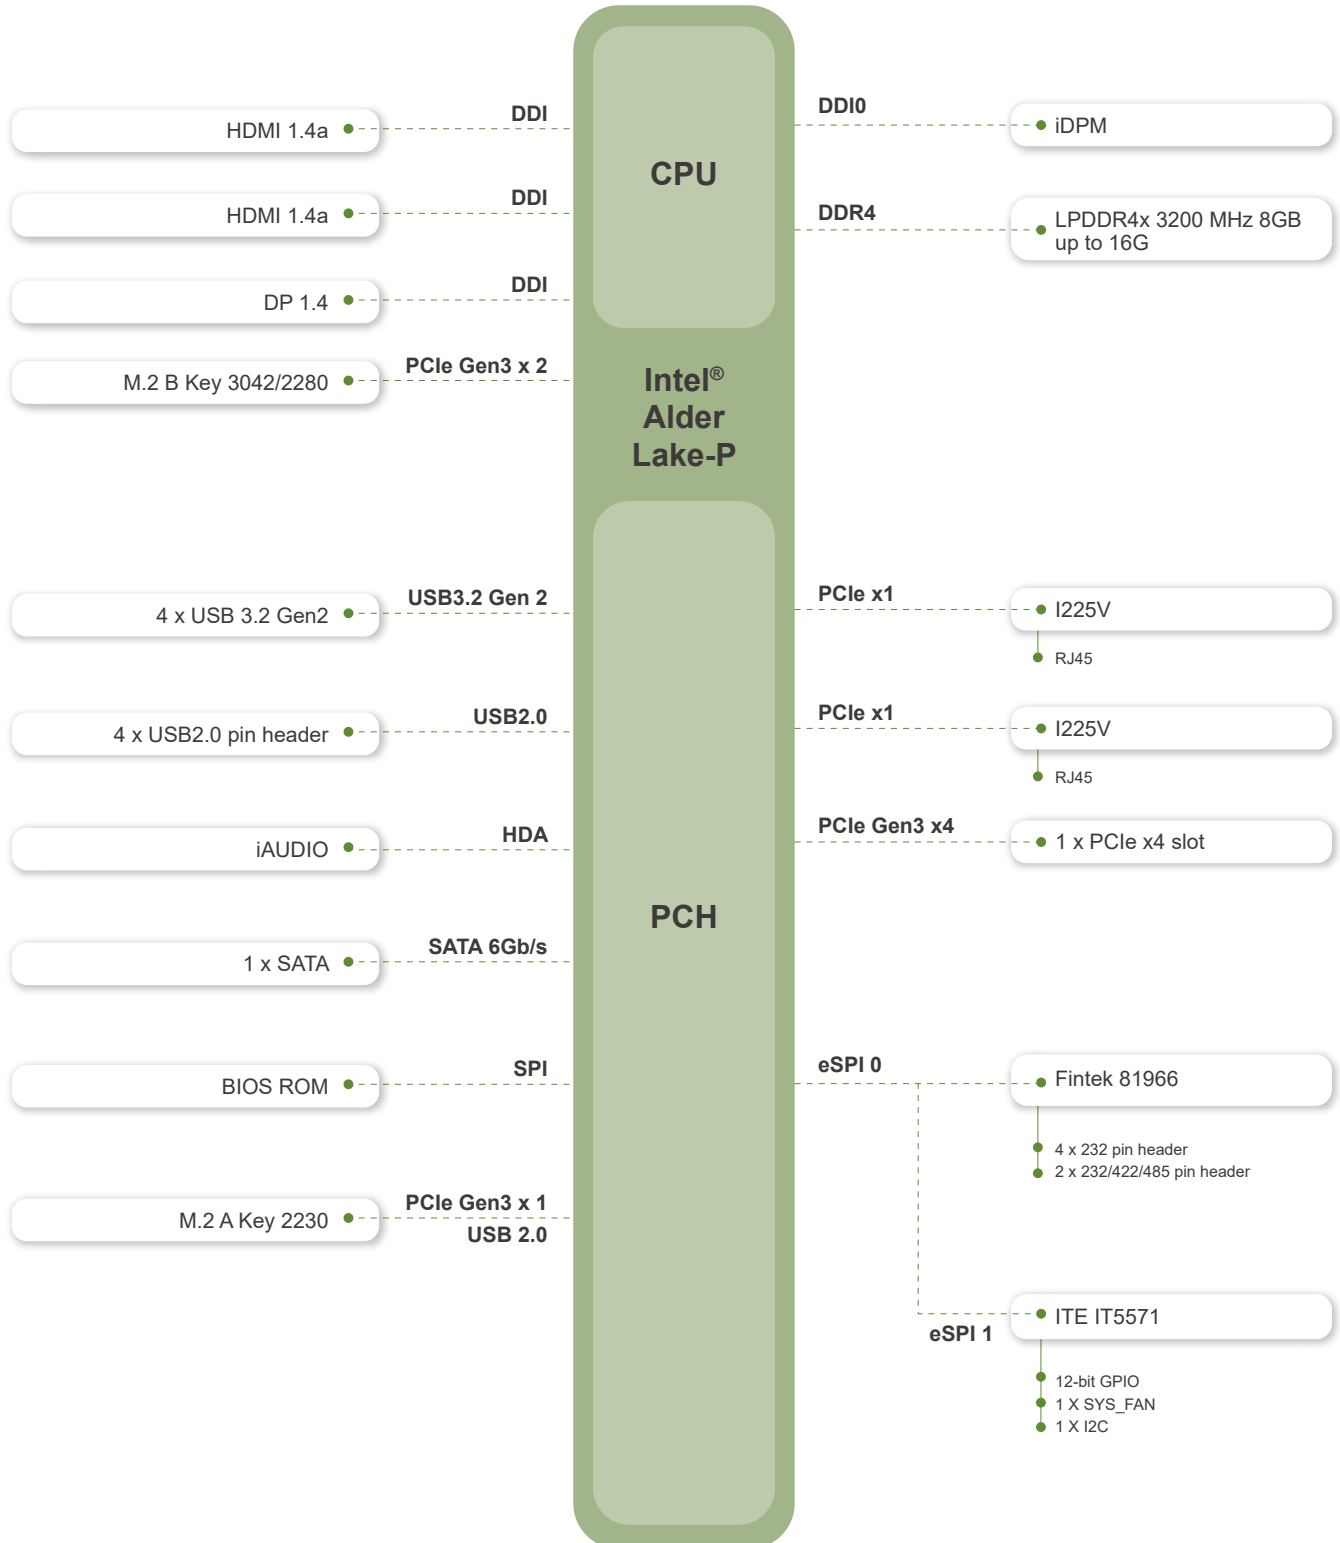 DDI
HDMI 1.4a
DDI
HDMI 1.4a
DDI
DP 1.4
PCIe Gen3 x 2
M.2 B Key 3042/2280
USB3.2 Gen 2
4 x USB 3.2 Gen2
USB2.0
4 x USB2.0 pin header
HDA
iAUDIO
SATA 6Gb/s
1 x SATA
SPI
BIOS ROM
PCIe Gen3 x 1
M.2 A Key 2230
USB 2.0
CPU
Intel®
Alder
Lake-P
PCH
DDI0
iDPM
DDR4
LPDDR4x 3200 MHz 8GB
up to 16G
PCIe x1
I225V
RJ45
PCIe x1
I225V
RJ45
PCIe Gen3 x4
1 x PCIe x4 slot
eSPI 0
Fintek 81966
4 x 232 pin header
2 x 232/422/485 pin header
ITE IT5571
eSPI 1
12-bit GPIO
1 X SYS_FAN
1 X I2C